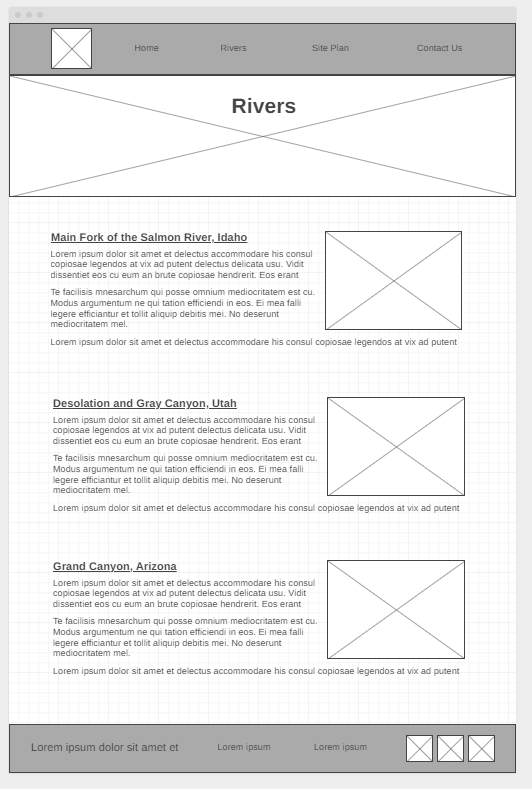 Home Rivers Site Plan Contact Us
Rivers
Main Fork of the Salmon River, Idaho
Lorem ipsum dolor sit amet et delectus accommodare his consul
copiosae legendos at vix ad putent delectus delicata usu. Vidit
dissentiet eos cu eum an brute copiosae hendrerit. Eos erant
Te facilisis mnesarchum qui posse omnium mediocritatem est cu.
Modus argumentum ne qui tation efficiendi in eos. Ei mea falli
legere efficiantur et tollit aliquip debitis mei. No deserunt
mediocritatem mel.
Lorem ipsum dolor sit amet et delectus accommodare his consul copiosae legendos at vix ad putent
Desolation and Gray Canyon, Utah
Lorem ipsum dolor sit amet et delectus accommodare his consul
copiosae legendos at vix ad putent delectus delicata usu. Vidit
dissentiet eos cu eum an brute copiosae hendrerit. Eos erant
Te facilisis mnesarchum qui posse omnium mediocritatem est cu.
Modus argumentum ne qui tation efficiendi in eos. Ei mea falli
legere efficiantur et tollit aliquip debitis mei. No deserunt
mediocritatem mel.
Lorem ipsum dolor sit amet et delectus accommodare his consul copiosae legendos at vix ad putent
Grand Canyon, Arizona
Lorem ipsum dolor sit amet et delectus accommodare his consul
copiosae legendos at vix ad putent delectus delicata usu. Vidit
dissentiet eos cu eum an brute copiosae hendrerit. Eos erant
Te facilisis mnesarchum qui posse omnium mediocritatem est cu.
Modus argumentum ne qui tation efficiendi in eos. Ei mea falli
legere efficiantur et tollit aliquip debitis mei. No deserunt
mediocritatem mel.
Lorem ipsum dolor sit amet et delectus accommodare his consul copiosae legendos at vix ad putent
Lorem ipsum dolor sit amet et Lorem ipsum Lorem ipsum